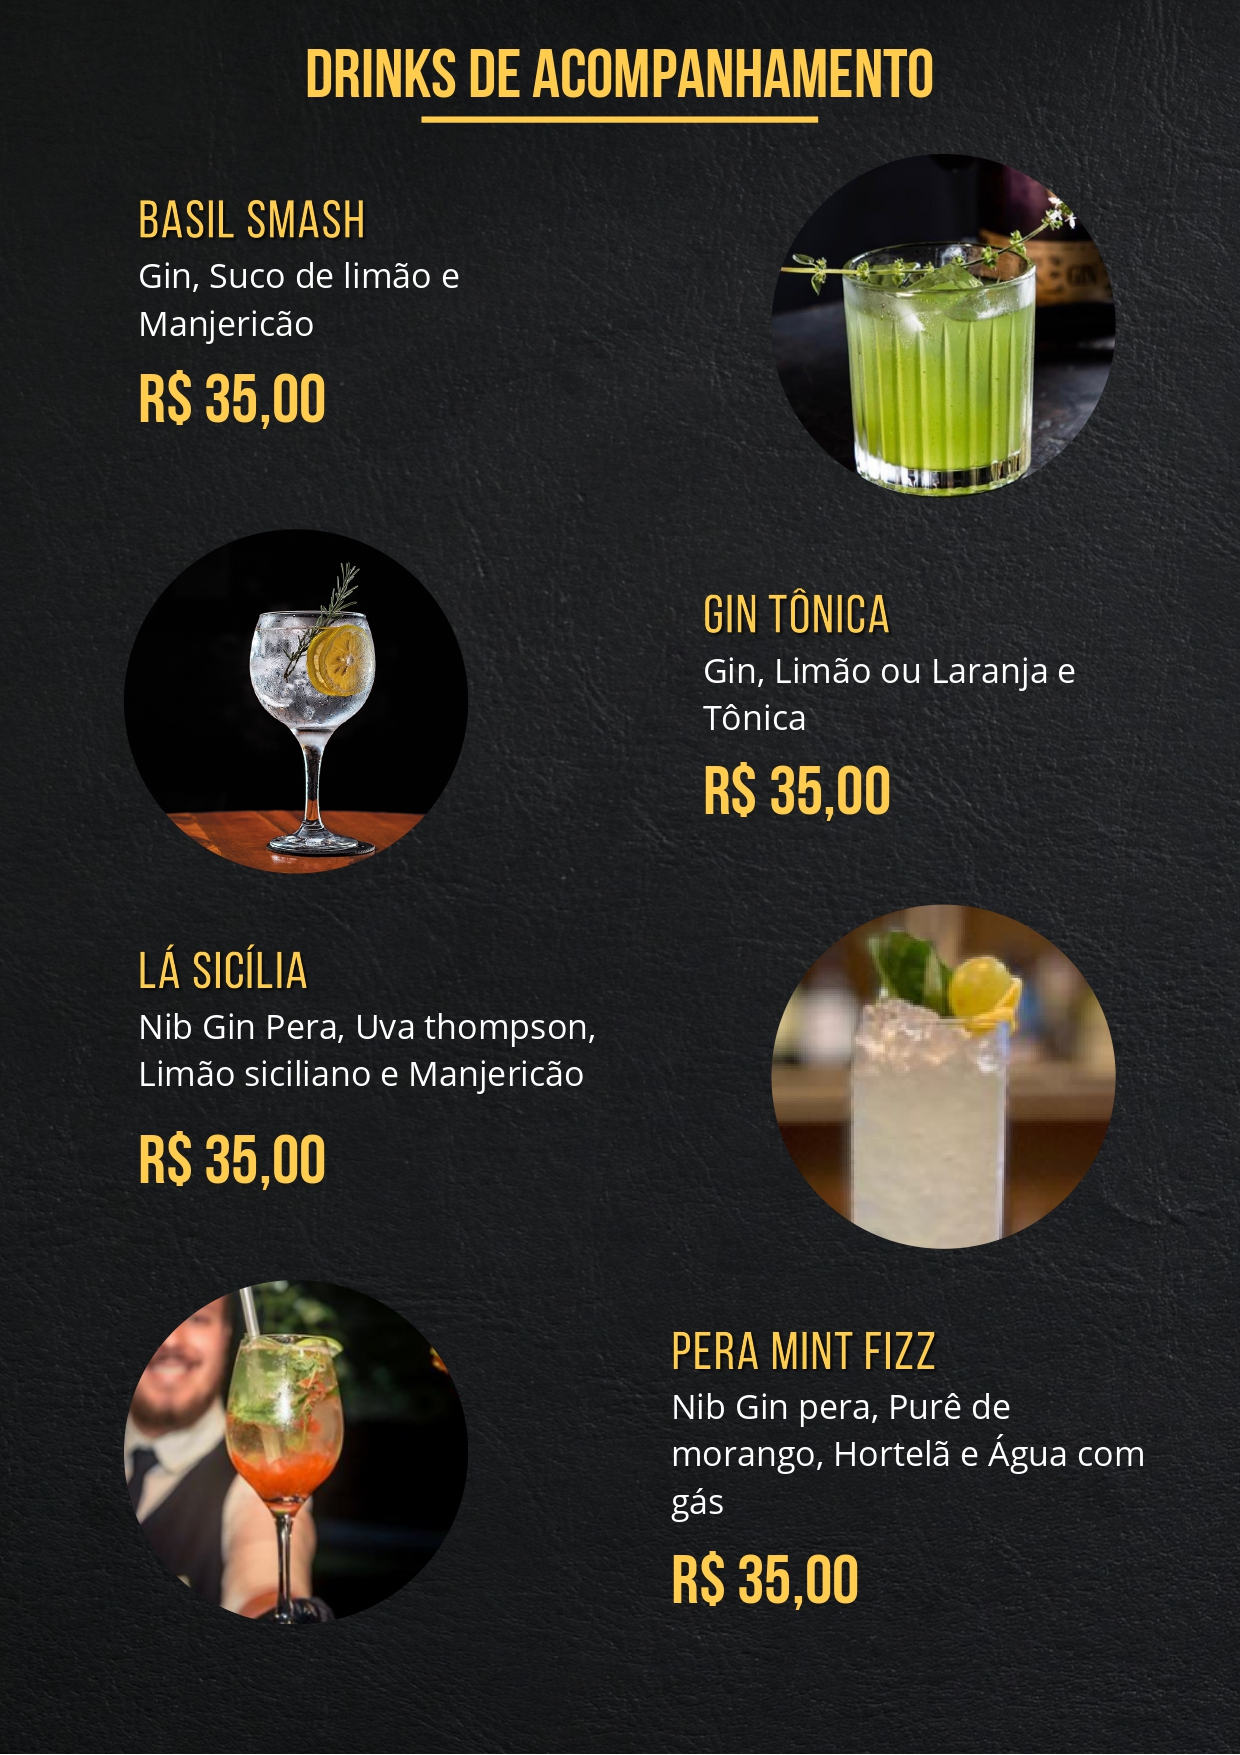 DRINKS DE ACOMPANHAMENTO
BASIL SMASH
Gin, Suco de limão e
Manjericão
R$ 35,00
GIN TÔNICA
Gin, Limão ou Laranja e
Tônica
R$ 35,00
LÁ SICÍLIA
Nib Gin Pera, Uva thompson,
Limão siciliano e Manjericão
R$ 35,00
PERA MINT FIZZ
Nib Gin pera, Purê de
morango, Hortelã e Água com
gás
R$ 35,00